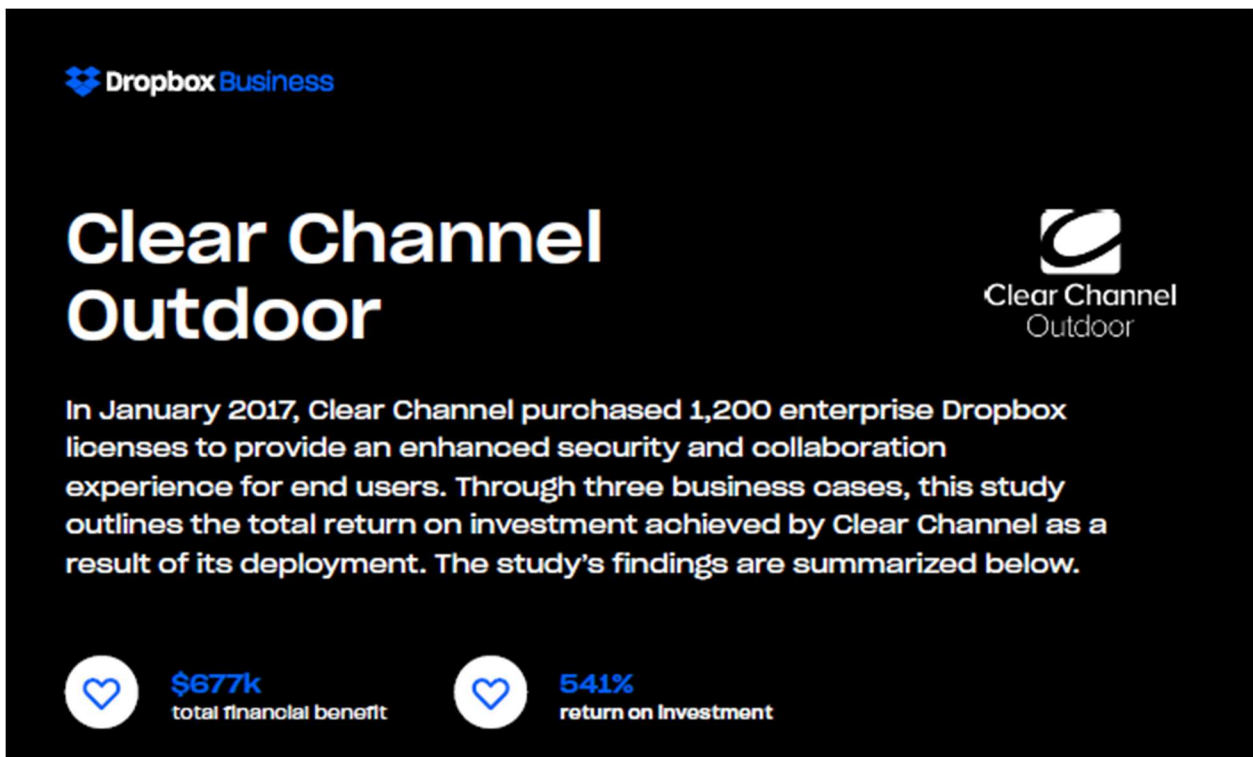 Dropbox Business
Clear Channel
Outdoor
Clear Channel
Outdoor
In January 2017, Clear Channel purchased 1,200 enterprise Dropbox
licenses to provide an enhanced security and collaboration
experience for end users. Through three business cases, this study
outlines the total return on investment achieved by Clear Channel as a
result of its deployment. The study's findings are summarized below.
$677k
total financial benefit
541%
return on investment